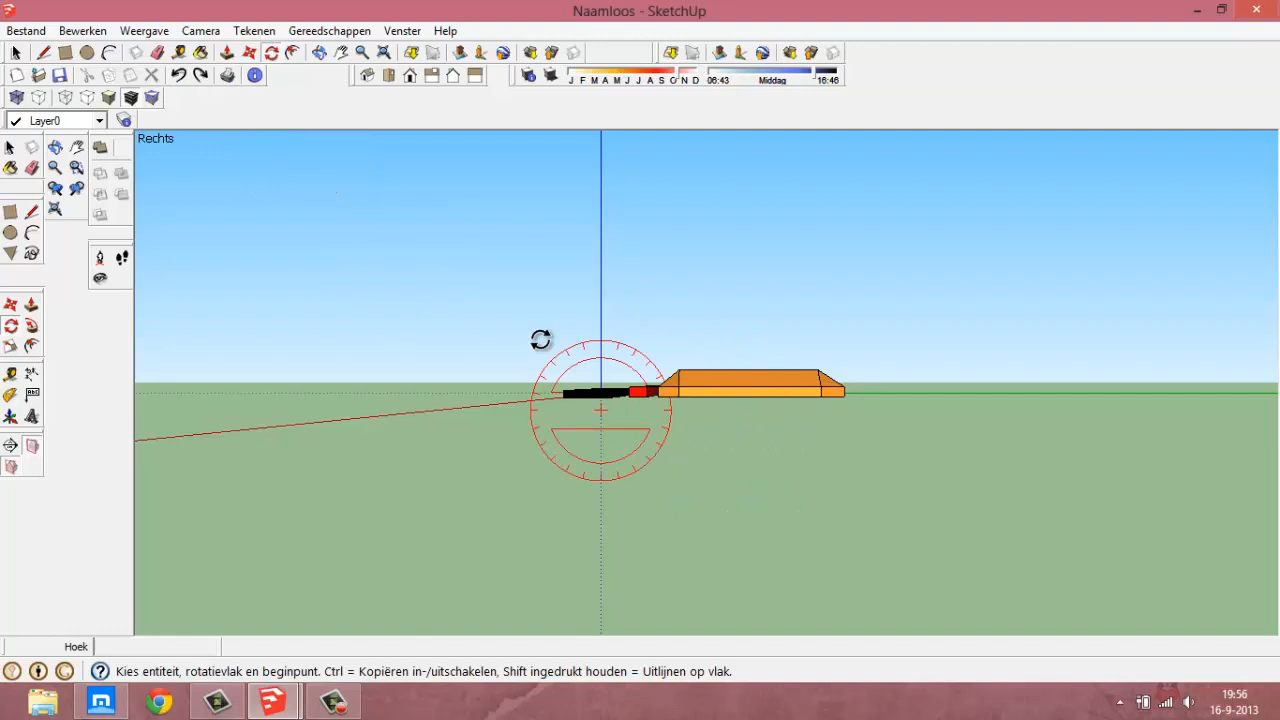 Naamloos - SketchUp
Bestand Bewerken Weergave Camera Tekenen Gereedschappen Venster Help
J F M A M J J A S O N D 06:43 Middag 16:46
Layer0
Rechts
Hoek
Kies entiteit, rotatievlak en beginpunt. Ctrl = Kopiëren in-/uitschakelen, Shift ingedrukt houden = Uitlijnen op vlak.
19:56
16-9-2013